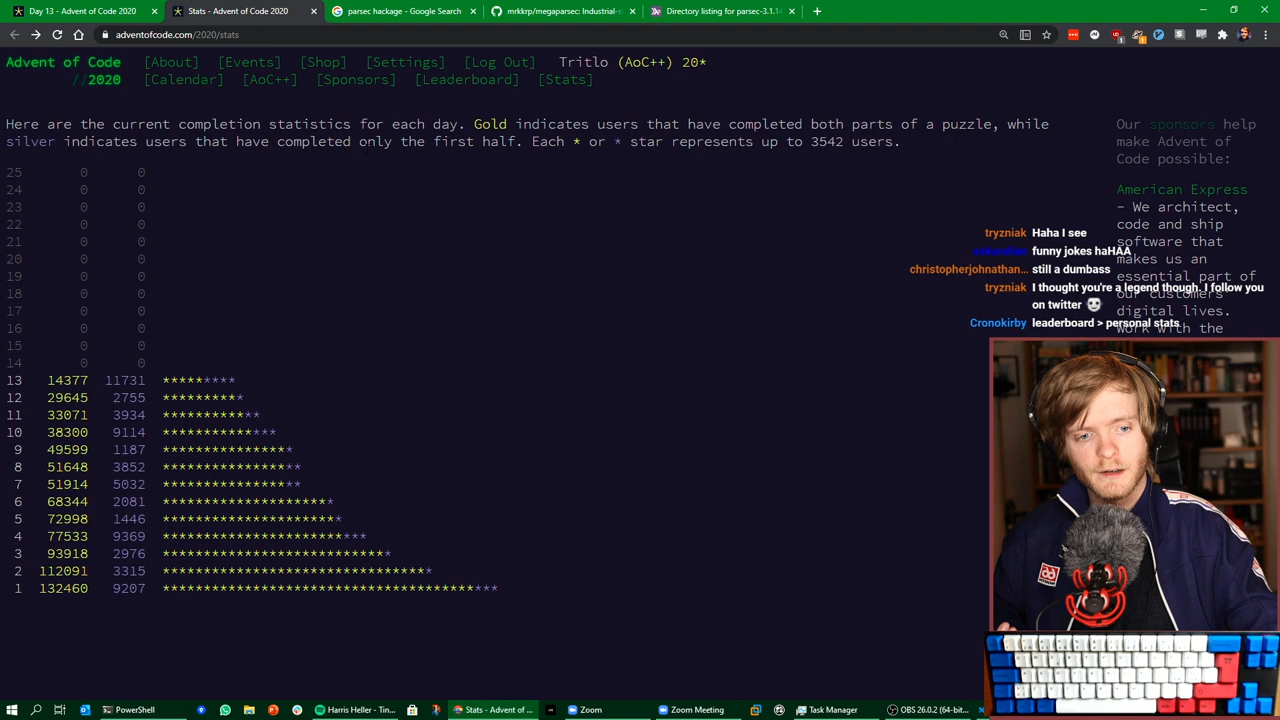 Day 13 - Advent of Code 2020
Stats - Advent of Code 2020
parsec hackage - Google Search
mrkkrp/megaparsec: Industrial-s
Directory listing for parsec-3.1.14
adventofcode.com/2020/stats
Advent of Code [About] [Events] [Shop] [Settings] [Log Out] Tritlo (AoC++) 20*
//2020 [Calendar] [AoC++] [Sponsors] [Leaderboard] [Stats]
Here are the current completion statistics for each day. Gold indicates users that have completed both parts of a puzzle, while
silver indicates users that have completed only the first half. Each * or * star represents up to 3542 users.
25 0 0
24 0 0
23 0 0
22 0 0
21 0 0
20 0 0
19 0 0
18 0 0
17 0 0
16 0 0
15 0 0
14 0 0
13 14377 11731 *********
12 29645 2755 **********
11 33071 3934 ************
10 38300 9114 **************
9 49599 1187 ****************
8 51648 3852 *****************
7 51914 5032 *****************
6 68344 2081 *********************
5 72998 1446 **********************
4 77533 9369 *************************
3 93918 2976 ****************************
2 112091 3315 *********************************
1 132460 9207 *****************************************
Our sponsors help
make Advent of
Code possible:
American Express
- We architect,
code and ship
software that
makes us an
essential part of
our customers
digital lives.
Work with the
tryzniak Haha I see
funny jokes haHAA
christopherjohnathan... still a dumbass
tryzniak I thought you're a legend though. I follow you
on twitter
Cronokirby leaderboard > personal stats
PowerShell
Harris Heller - Tin...
Stats - Advent of ...
Zoom
Zoom Meeting
Task Manager
OBS 26.0.2 (64-bit...